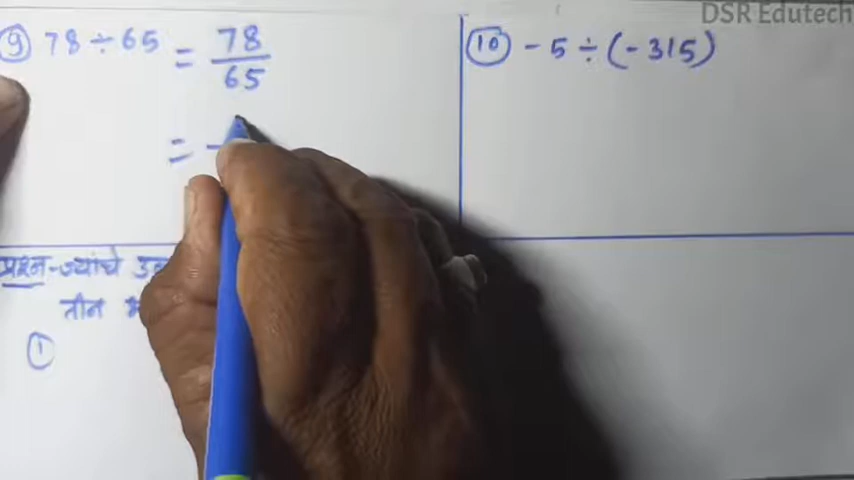 DSR Edutech
⑨ 78 ÷ 65 = 78/65
=
⑩ - 5 ÷ (- 315)
प्रश्न - ज्यांचे
तीन
①